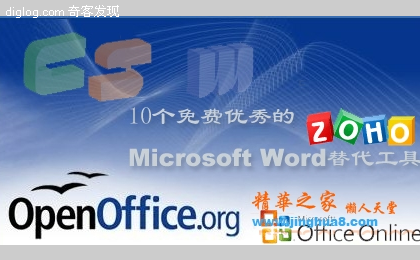 diglog.com 奇客发现
10个免费优秀的
ZOHO
Microsoft Word替代工具
精華之家 懒人天堂
OpenOffice.org
Office Online